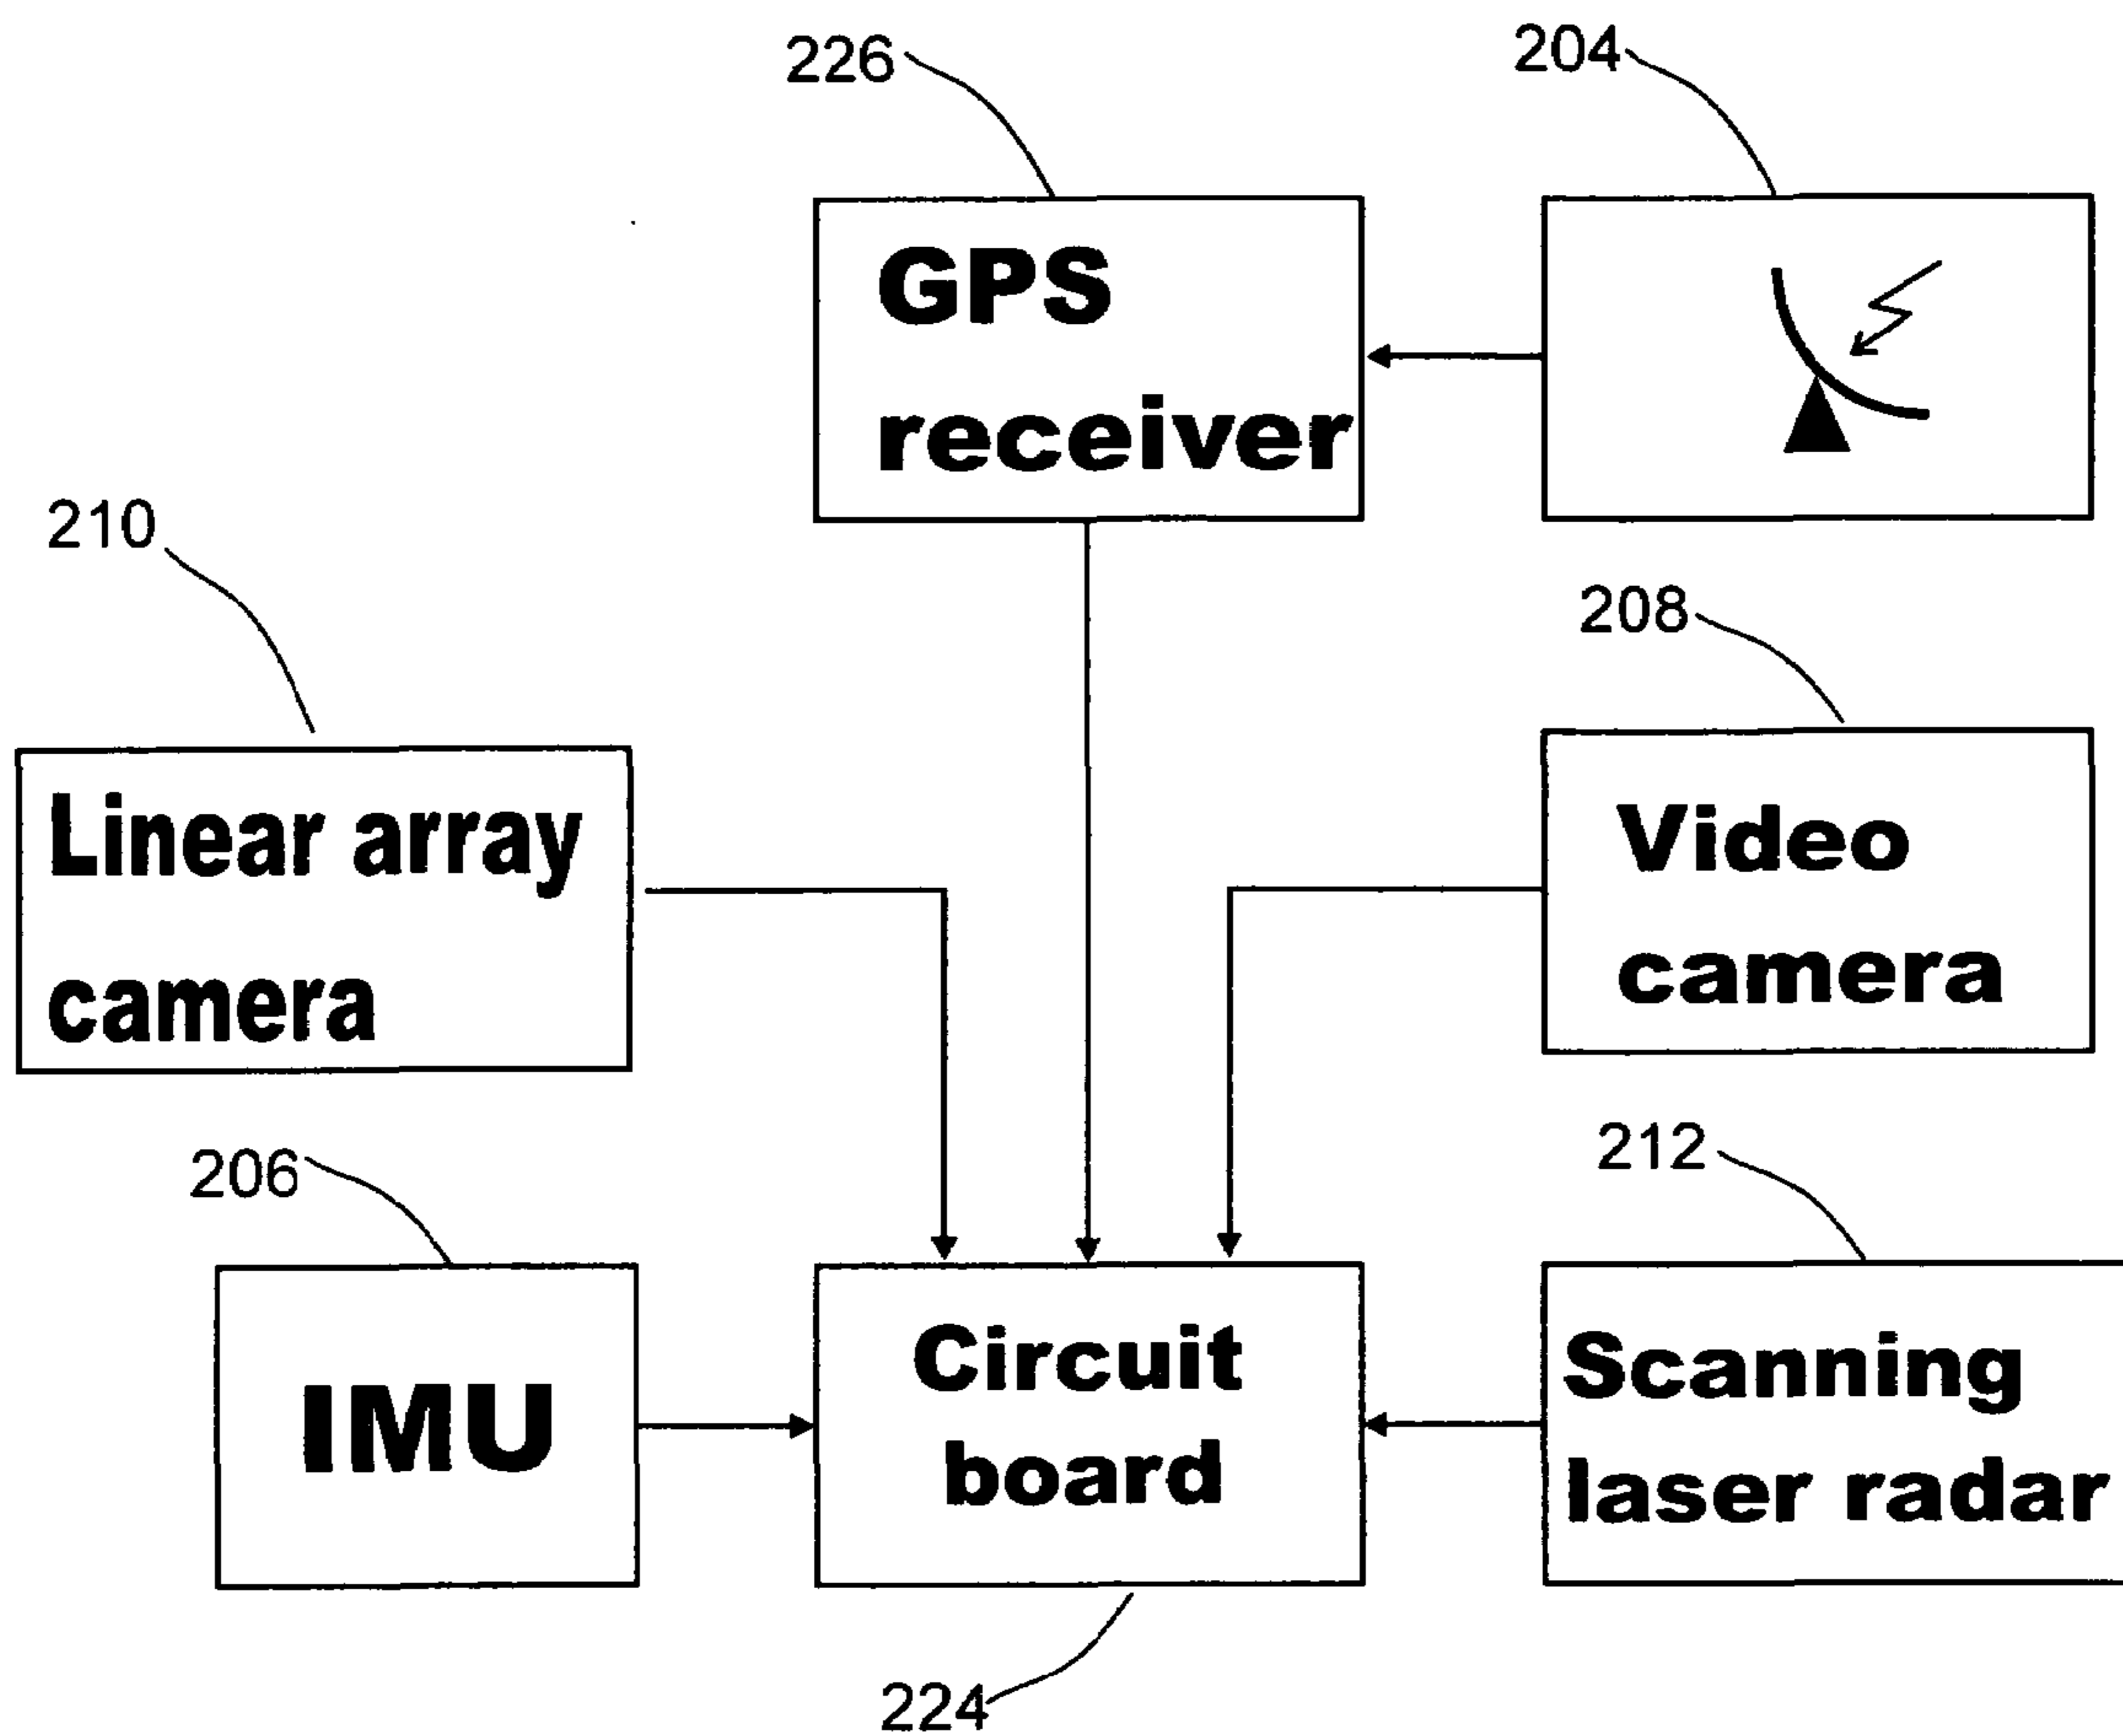 226
204
GPS
receiver
210
208
Linear array
camera
Video
camera
206
212
IMU
Circuit
board
Scanning
laser radar
224